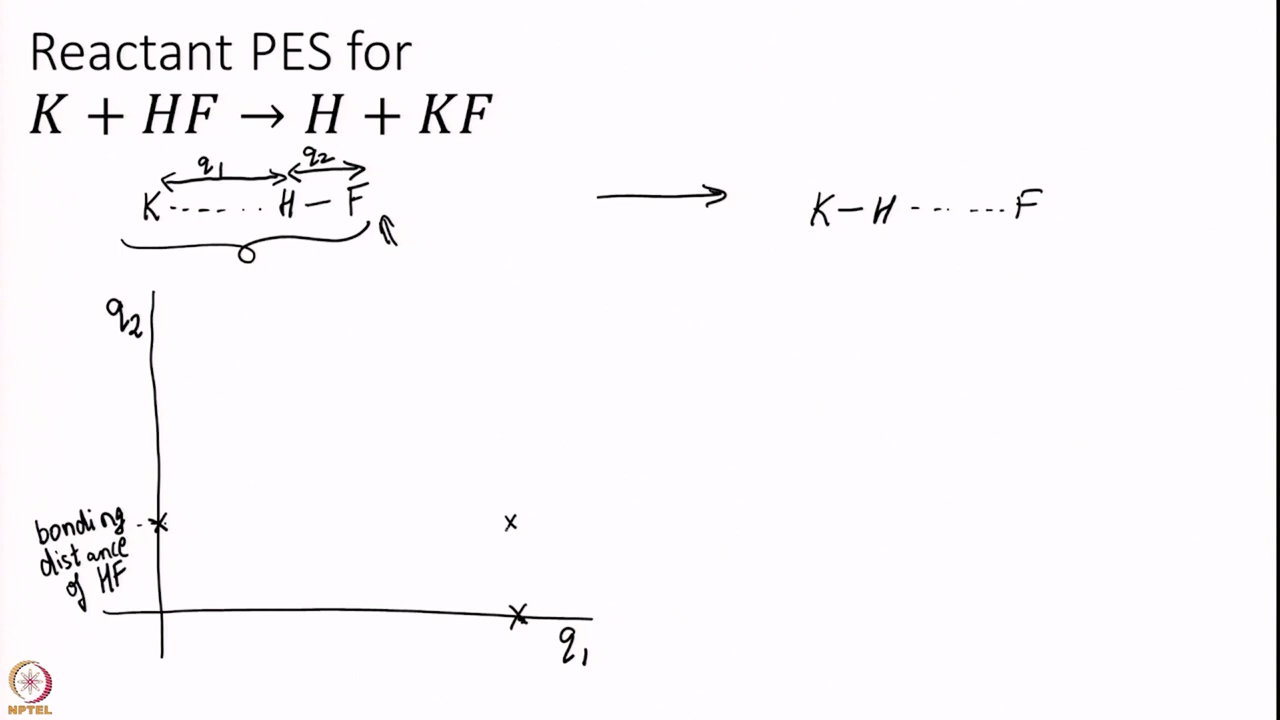 Reactant PES for
K + HF → H + KF
q₁ q₂
K ------- H – F → K – H ------- F
q₂
bonding
distance
of HF
q₁
NPTEL